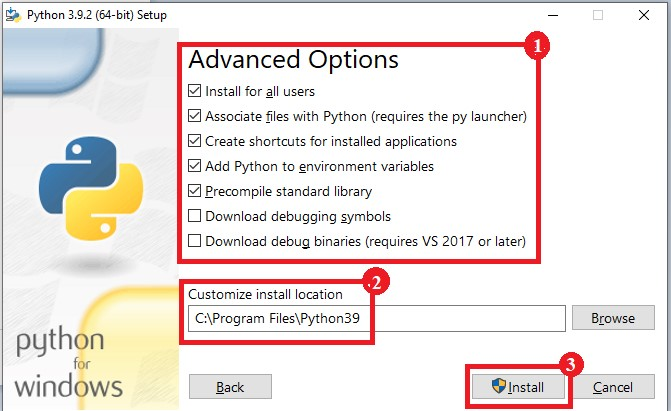 Python 3.9.2 (64-bit) Setup
1
Advanced Options
Install for all users
Associate files with Python (requires the py launcher)
Create shortcuts for installed applications
Add Python to environment variables
Precompile standard library
Download debugging symbols
Download debug binaries (requires VS 2017 or later)
2
Customize install location
C:\Program Files\Python39
Browse
python
for
windows
3
Back
Install
Cancel